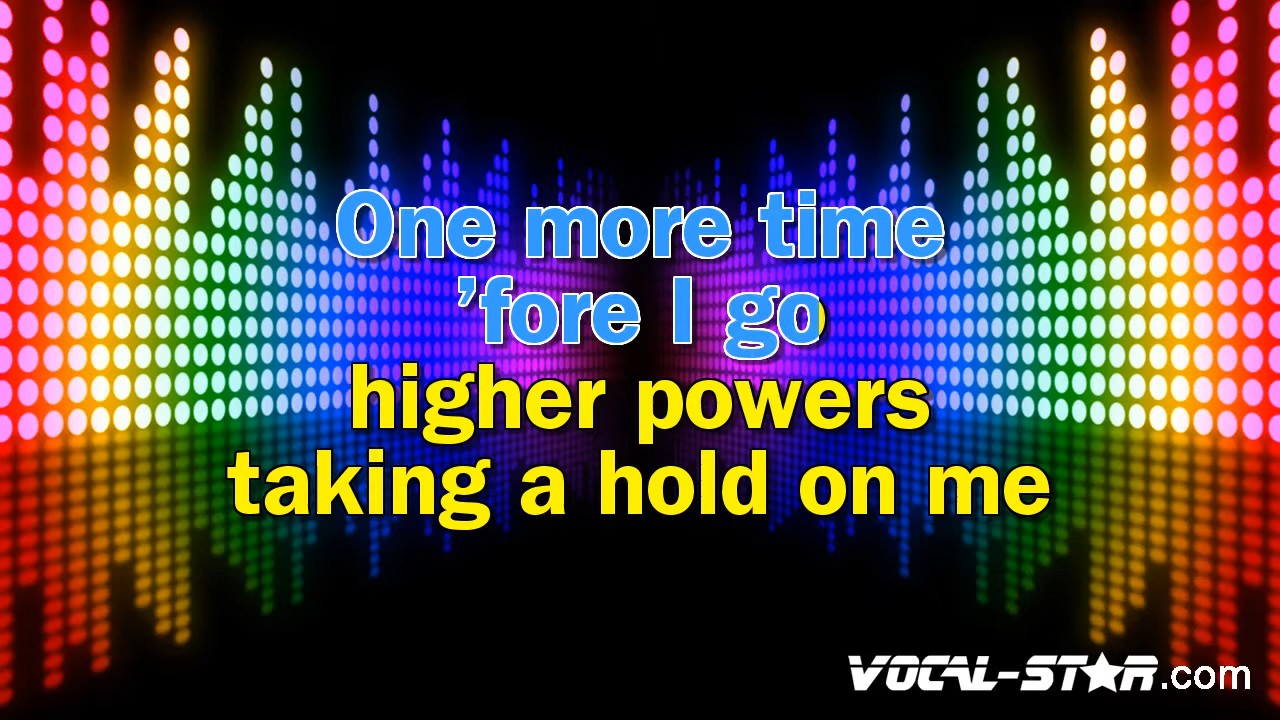 One more time
’fore I go
higher powers
taking a hold on me
VOCAL-STAR.com